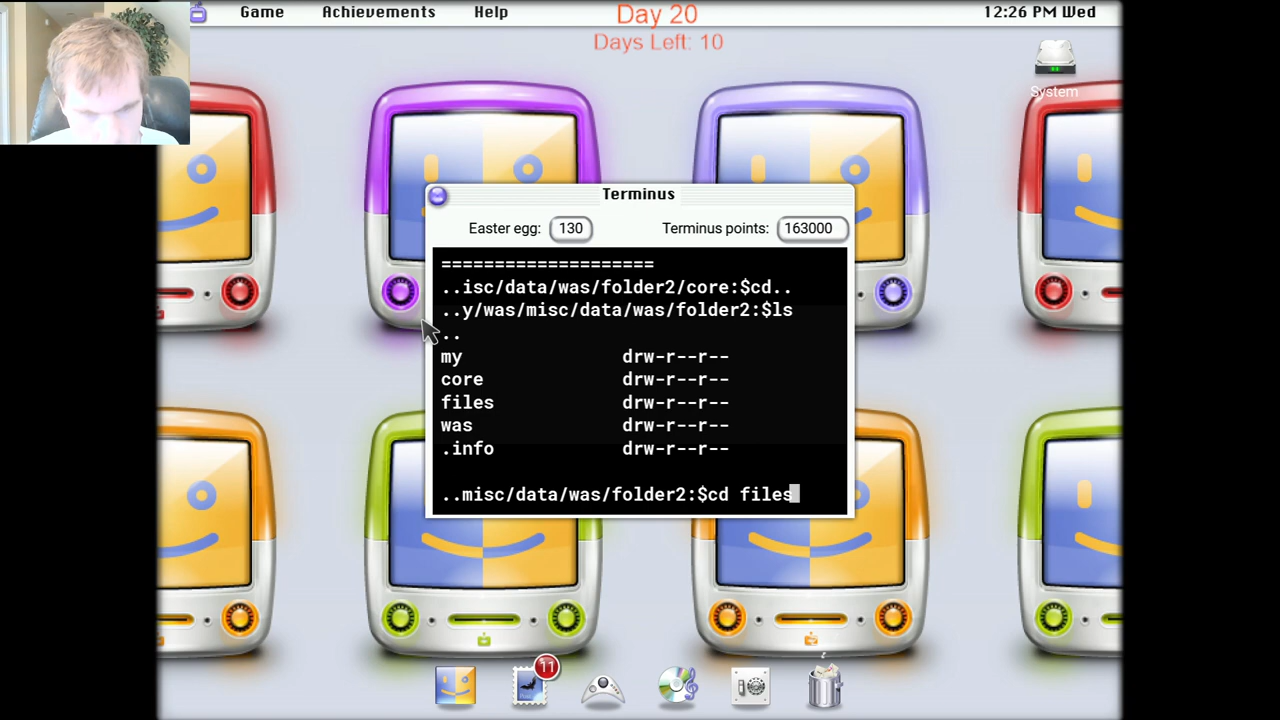 Game Achievements Help
Day 20
Days Left: 10
12:26 PM Wed
System
Terminus
Easter egg: 130
Terminus points: 163000
====================
..isc/data/was/folder2/core:$cd..
..y/was/misc/data/was/folder2:$ls
..
my drw-r--r--
core drw-r--r--
files drw-r--r--
was drw-r--r--
.info drw-r--r--
..misc/data/was/folder2:$cd files
11